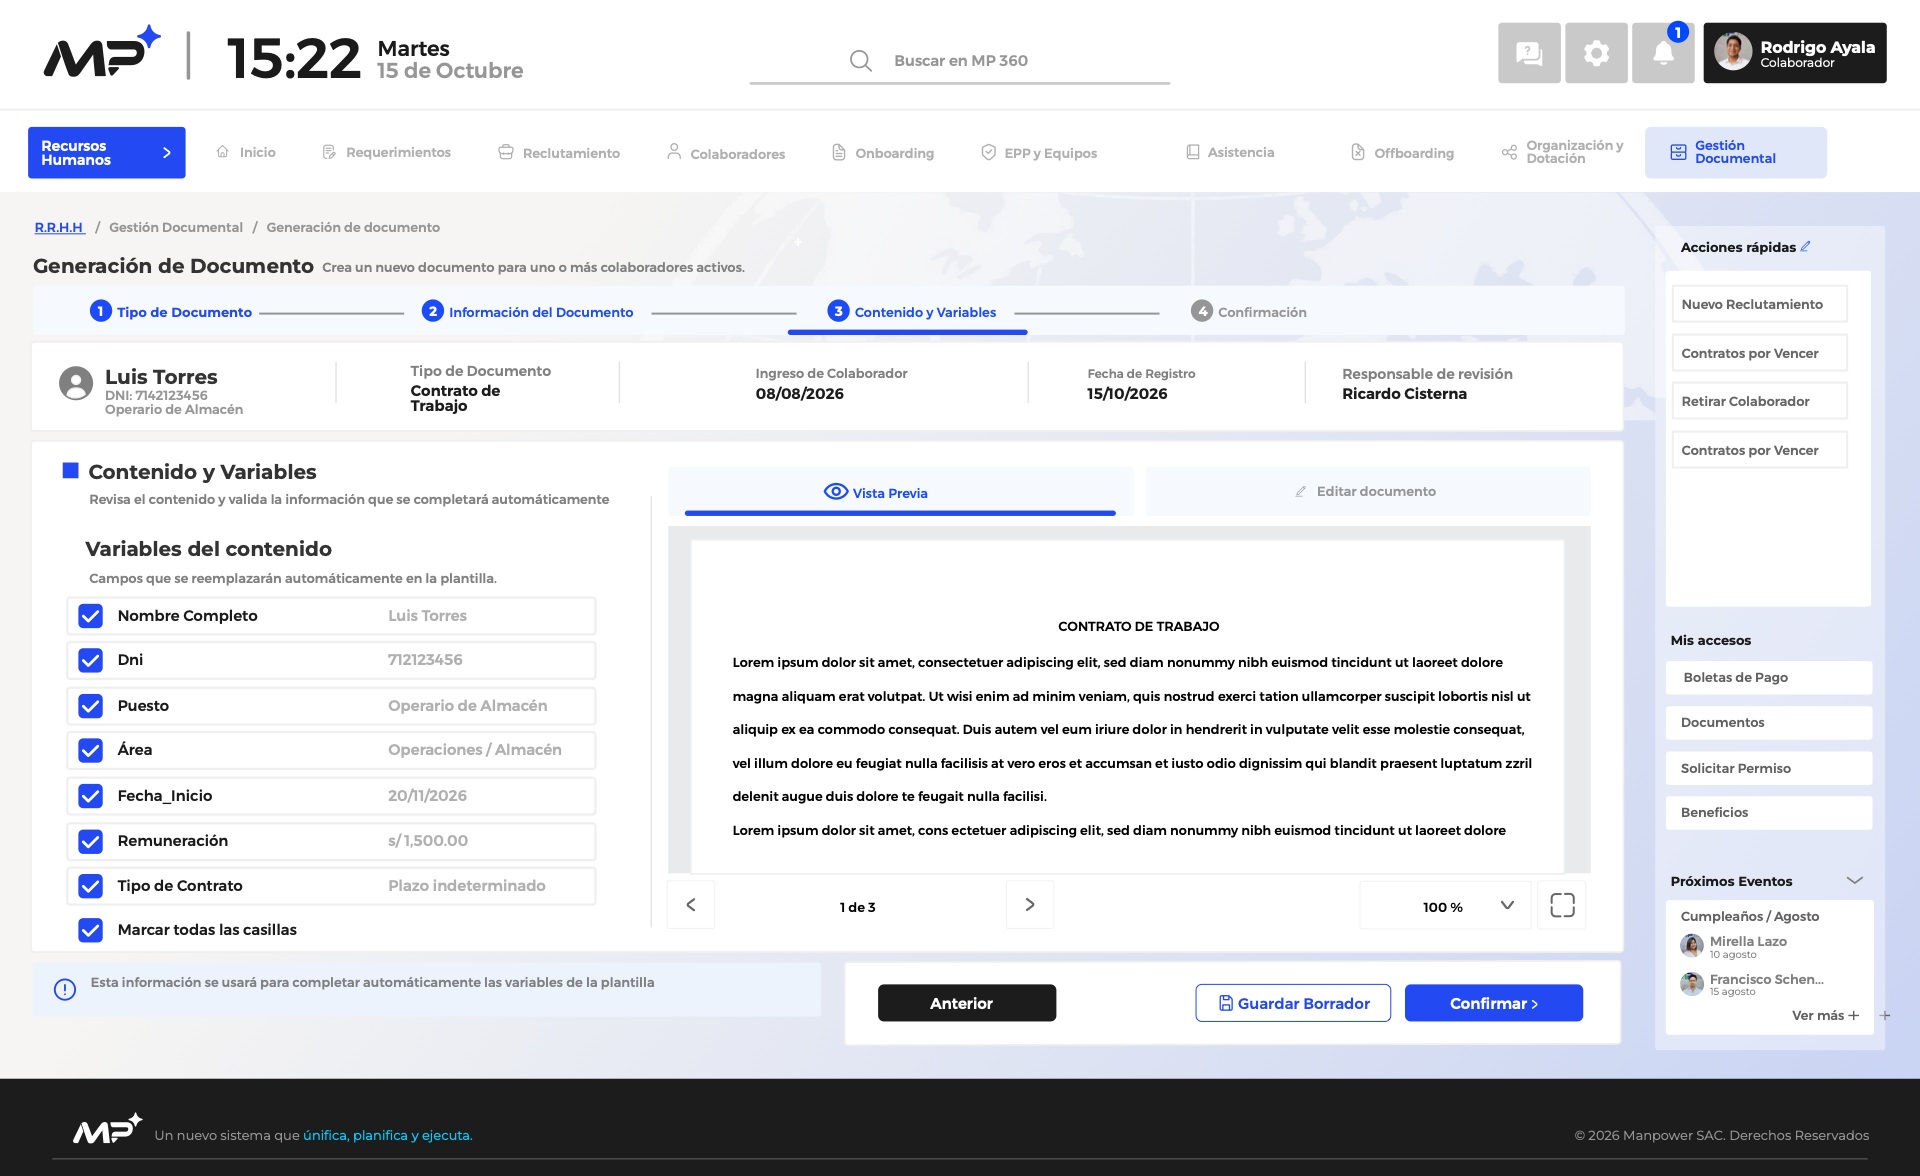 MP
15:22
Martes
15 de Octubre
Buscar en MP 360
1
Rodrigo Ayala
Colaborador
Recursos
Humanos
Inicio
Requerimientos
Reclutamiento
Colaboradores
Onboarding
EPP y Equipos
Asistencia
Offboarding
Organización y
Dotación
Gestión
Documental
R.R.H.H / Gestión Documental / Generación de documento
Generación de Documento Crea un nuevo documento para uno o más colaboradores activos.
1 Tipo de Documento
2 Información del Documento
3 Contenido y Variables
4 Confirmación
Luis Torres
DNI: 7142123456
Operario de Almacén
Tipo de Documento
Contrato de
Trabajo
Ingreso de Colaborador
08/08/2026
Fecha de Registro
15/10/2026
Responsable de revisión
Ricardo Cisterna
Contenido y Variables
Revisa el contenido y valida la información que se completará automáticamente
Variables del contenido
Campos que se reemplazarán automáticamente en la plantilla.
Nombre Completo Luis Torres
Dni 712123456
Puesto Operario de Almacén
Área Operaciones / Almacén
Fecha_Inicio 20/11/2026
Remuneración s/ 1,500.00
Tipo de Contrato Plazo indeterminado
Marcar todas las casillas
Vista Previa
Editar documento
CONTRATO DE TRABAJO
Lorem ipsum dolor sit amet, consectetuer adipiscing elit, sed diam nonummy nibh euismod tincidunt ut laoreet dolore
magna aliquam erat volutpat. Ut wisi enim ad minim veniam, quis nostrud exerci tation ullamcorper suscipit lobortis nisl ut
aliquip ex ea commodo consequat. Duis autem vel eum iriure dolor in hendrerit in vulputate velit esse molestie consequat,
vel illum dolore eu feugiat nulla facilisis at vero eros et accumsan et iusto odio dignissim qui blandit praesent luptatum zzril
delenit augue duis dolore te feugait nulla facilisi.
Lorem ipsum dolor sit amet, cons ectetuer adipiscing elit, sed diam nonummy nibh euismod tincidunt ut laoreet dolore
1 de 3
100 %
Esta información se usará para completar automáticamente las variables de la plantilla
Anterior
Guardar Borrador
Confirmar >
Acciones rápidas
Nuevo Reclutamiento
Contratos por Vencer
Retirar Colaborador
Contratos por Vencer
Mis accesos
Boletas de Pago
Documentos
Solicitar Permiso
Beneficios
Próximos Eventos
Cumpleaños / Agosto
Mirella Lazo
10 agosto
Francisco Schen...
15 agosto
Ver más +
MP
Un nuevo sistema que únifica, planifica y ejecuta.
© 2026 Manpower SAC. Derechos Reservados